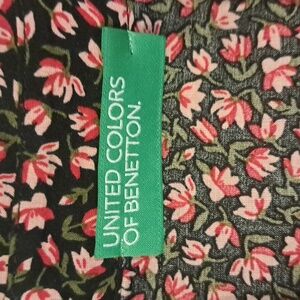 UNITED COLORS
OF BENETTON.